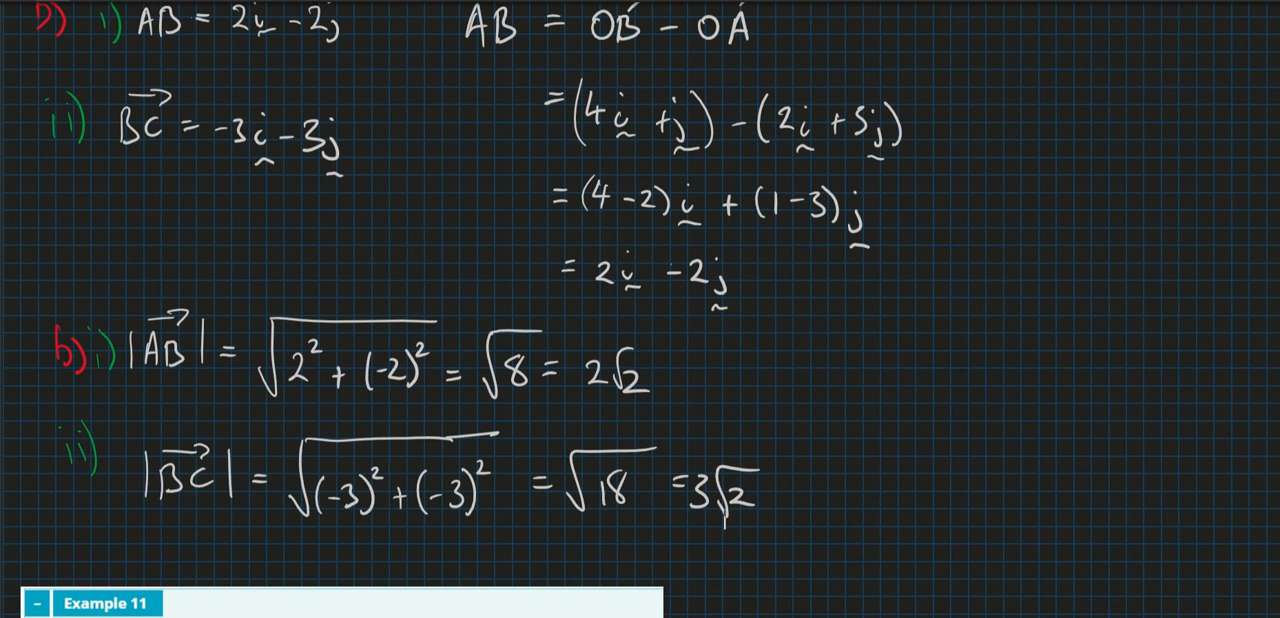 D) i) AB = 2i - 2j    AB = OB - OA
ii) BC = -3i - 3j    = (4i + j) - (2i + 3j)
= (4 - 2)i + (1 - 3)j
= 2i - 2j
b) i) |AB| = √(2² + (-2)²) = √8 = 2√2
ii) |BC| = √((-3)² + (-3)²) = √18 = 3√2
- Example 11